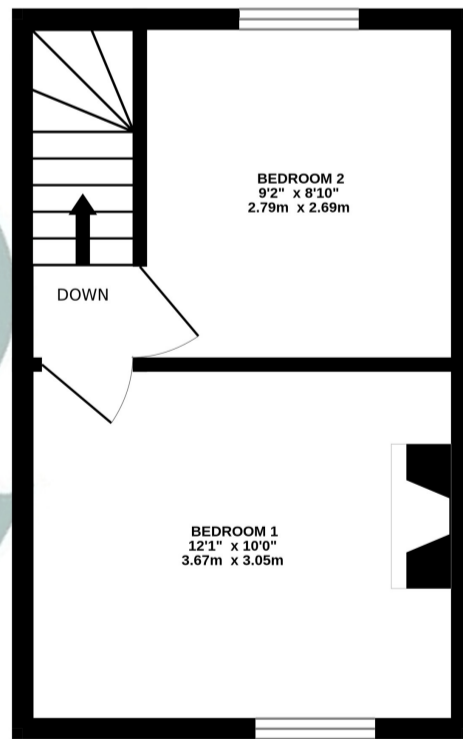 BEDROOM 2
9'2" x 8'10"
2.79m x 2.69m
DOWN
BEDROOM 1
12'1" x 10'0"
3.67m x 3.05m